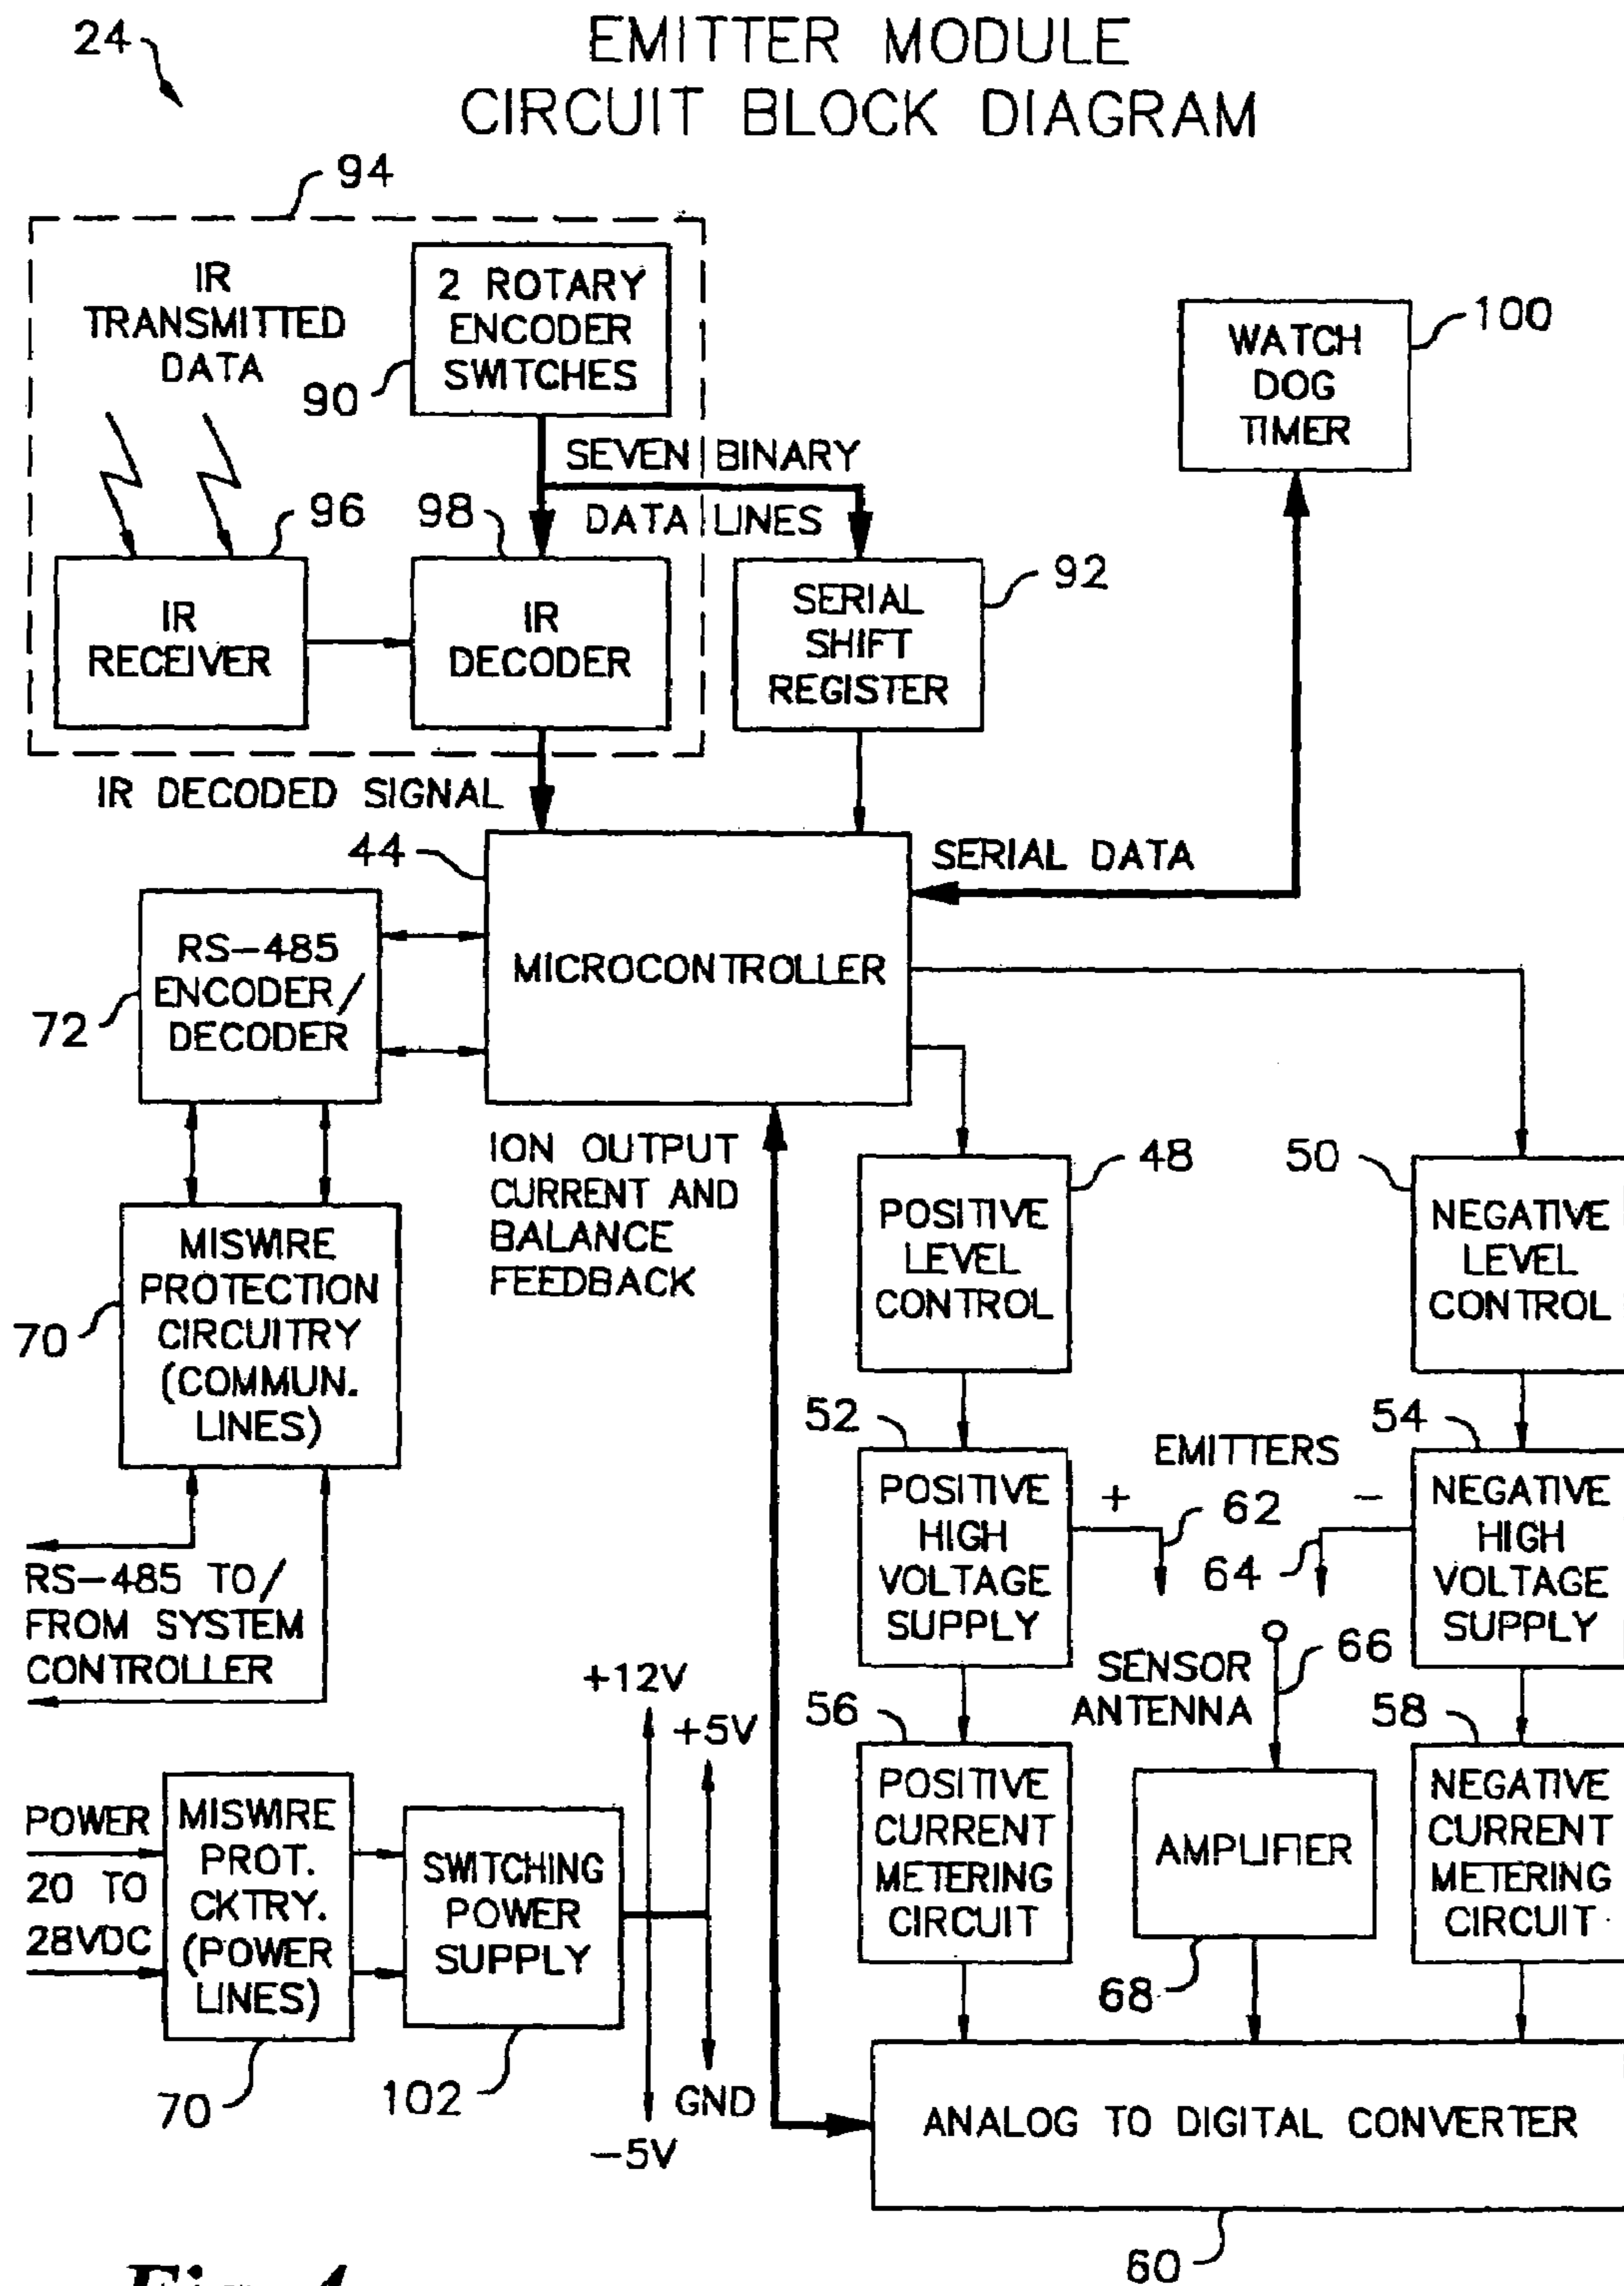 24
EMITTER MODULE
CIRCUIT BLOCK DIAGRAM
94
IR
TRANSMITTED
DATA
2 ROTARY
ENCODER
SWITCHES
90
WATCH
DOG
TIMER
100
SEVEN BINARY
DATA LINES
96
98
92
IR
RECEIVER
IR
DECODER
SERIAL
SHIFT
REGISTER
IR DECODED SIGNAL
44
SERIAL DATA
MICROCONTROLLER
RS-485
ENCODER/
DECODER
72
ION OUTPUT
CURRENT AND
BALANCE
FEEDBACK
48
50
POSITIVE
LEVEL
CONTROL
NEGATIVE
LEVEL
CONTROL
MISWIRE
PROTECTION
CIRCUITRY
(COMMUN.
LINES)
70
52
54
EMITTERS
POSITIVE
HIGH
VOLTAGE
SUPPLY
+
62
-
64
NEGATIVE
HIGH
VOLTAGE
SUPPLY
RS-485 TO/
FROM SYSTEM
CONTROLLER
SENSOR
ANTENNA
66
+12V
+5V
56
58
POSITIVE
CURRENT
METERING
CIRCUIT
AMPLIFIER
NEGATIVE
CURRENT
METERING
CIRCUIT
68
POWER
20 TO
28VDC
MISWIRE
PROT.
CKTRY.
(POWER
LINES)
SWITCHING
POWER
SUPPLY
70
102
GND
-5V
ANALOG TO DIGITAL CONVERTER
60